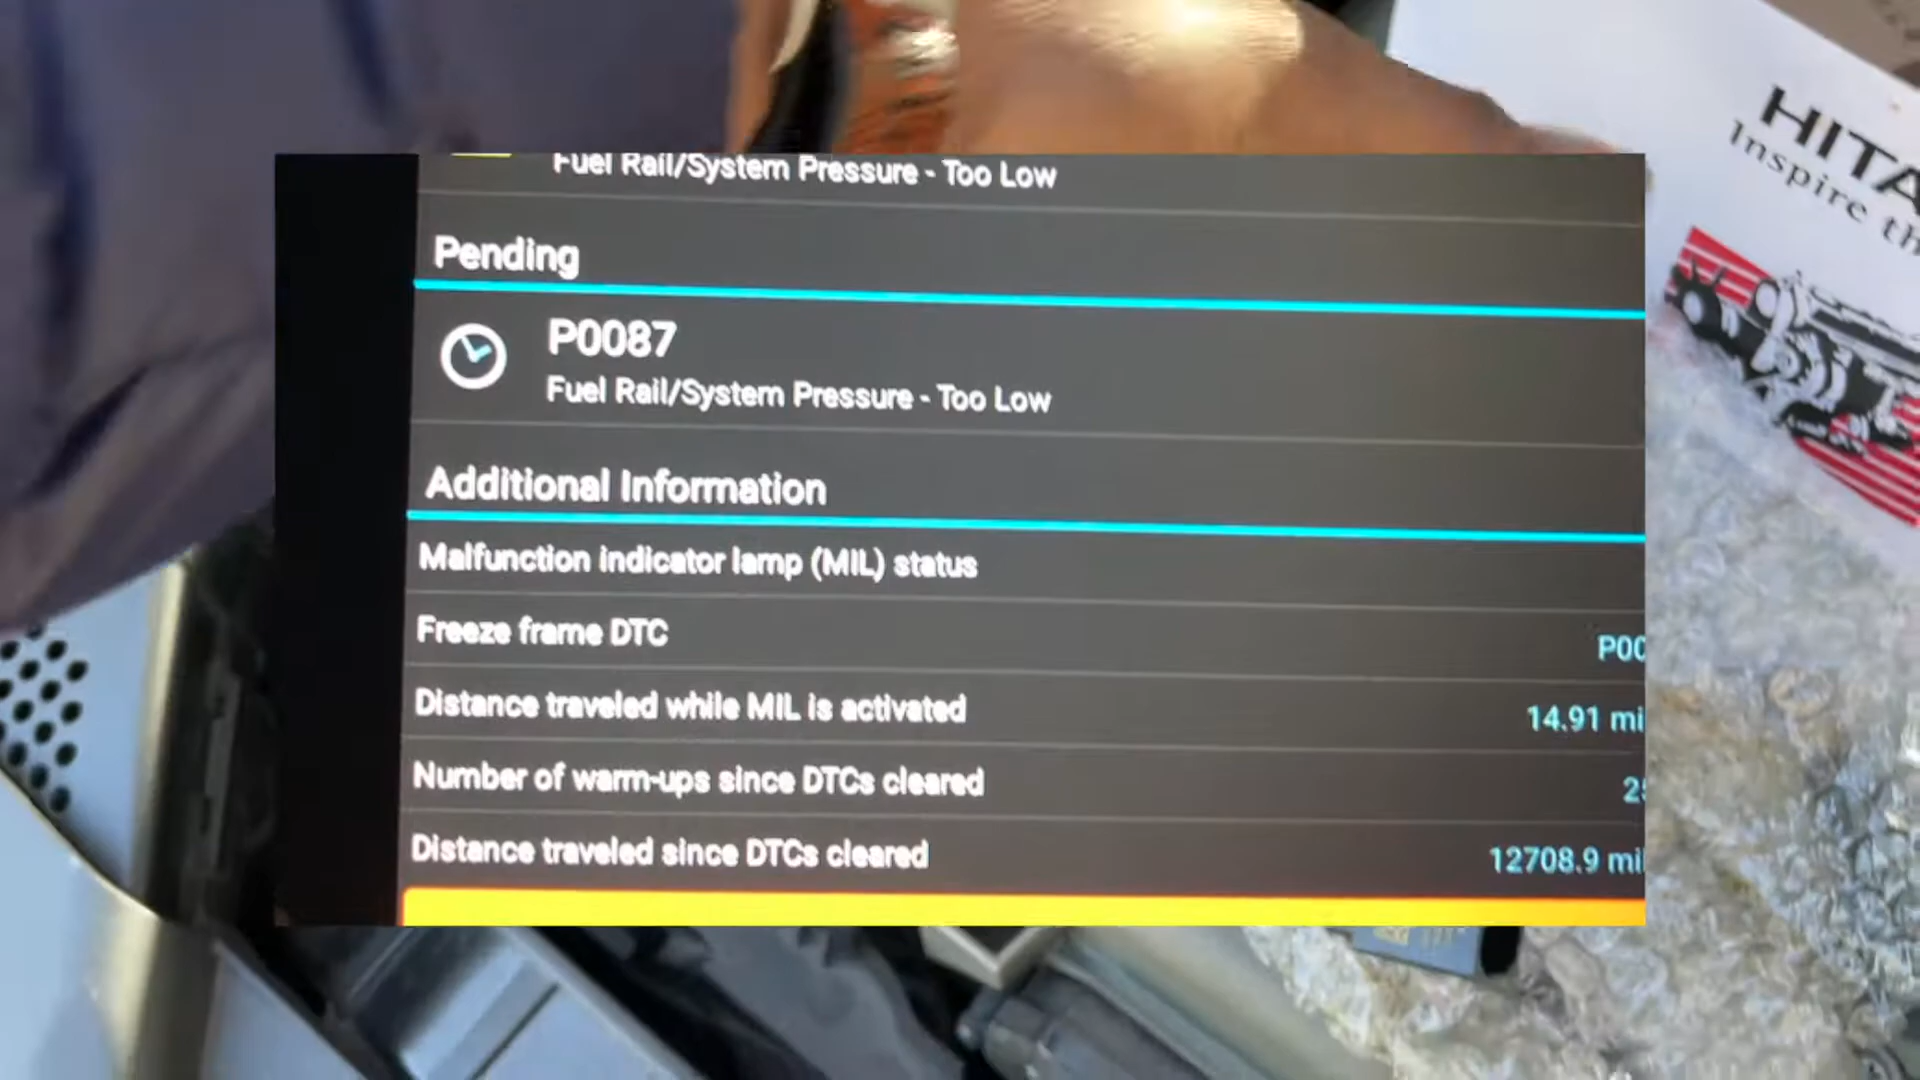 Fuel Rail/System Pressure - Too Low
Pending
P0087
Fuel Rail/System Pressure - Too Low
Additional Information
Malfunction indicator lamp (MIL) status
Freeze frame DTC
P00
Distance traveled while MIL is activated
14.91 mi
Number of warm-ups since DTCs cleared
Distance traveled since DTCs cleared
12708.9 mi
HITA
Inspire th